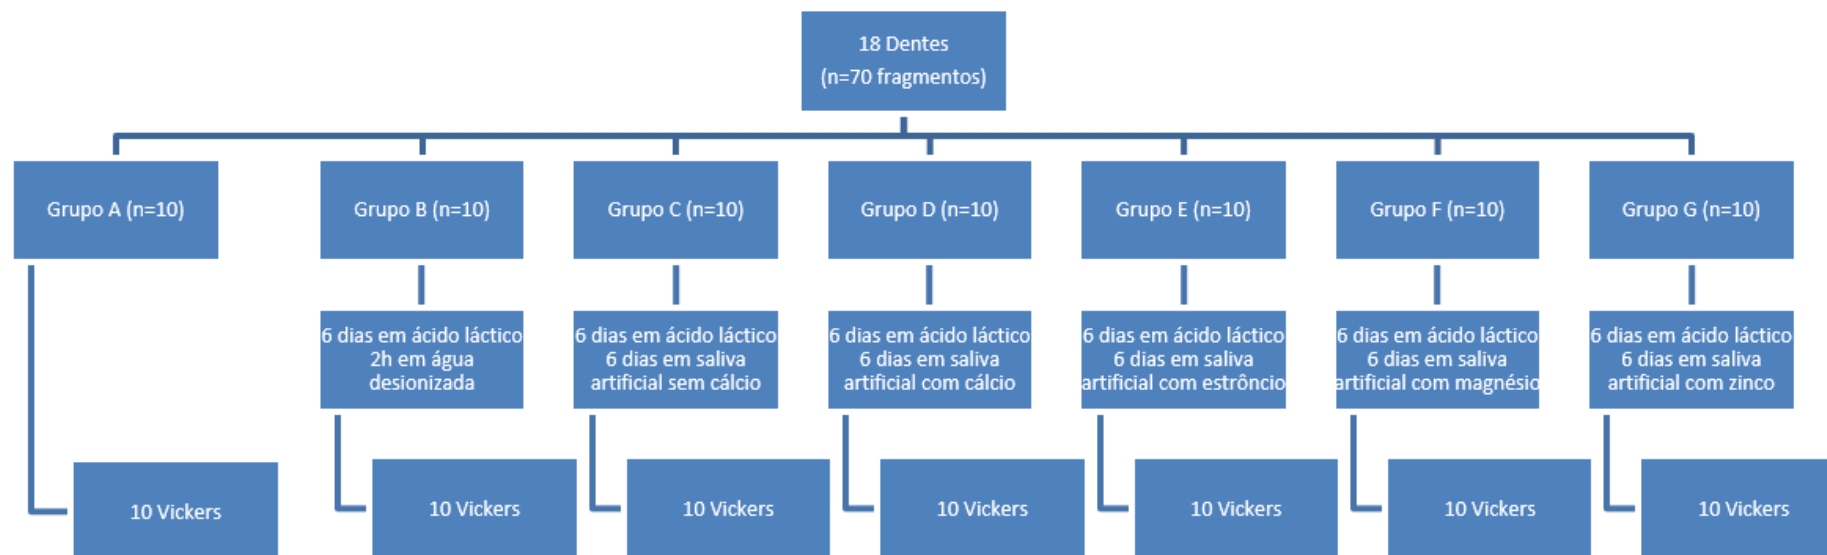 18 Dentes
(n=70 fragmentos)
Grupo A (n=10)
Grupo B (n=10)
Grupo C (n=10)
Grupo D (n=10)
Grupo E (n=10)
Grupo F (n=10)
Grupo G (n=10)
6 dias em ácido láctico
2h em água
desionizada
6 dias em ácido láctico
6 dias em saliva
artificial sem cálcio
6 dias em ácido láctico
6 dias em saliva
artificial com cálcio
6 dias em ácido láctico
6 dias em saliva
artificial com estrôncio
6 dias em ácido láctico
6 dias em saliva
artificial com magnésio
6 dias em ácido láctico
6 dias em saliva
artificial com zinco
10 Vickers
10 Vickers
10 Vickers
10 Vickers
10 Vickers
10 Vickers
10 Vickers